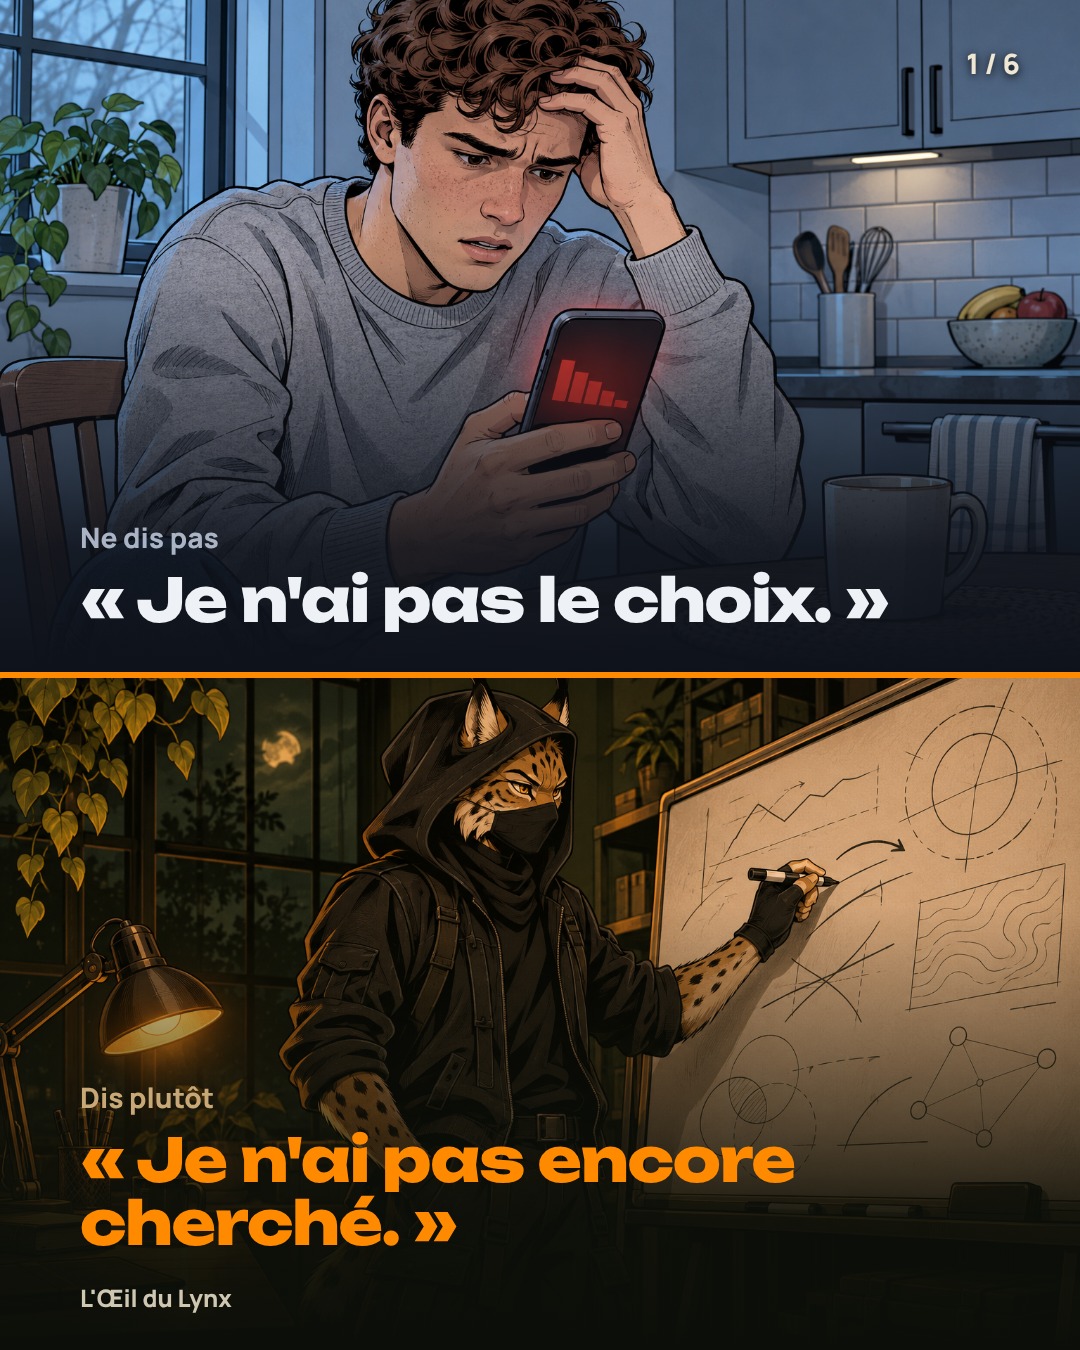 1 / 6
Ne dis pas
« Je n'ai pas le choix. »
Dis plutôt
« Je n'ai pas encore
cherché. »
L'Œil du Lynx